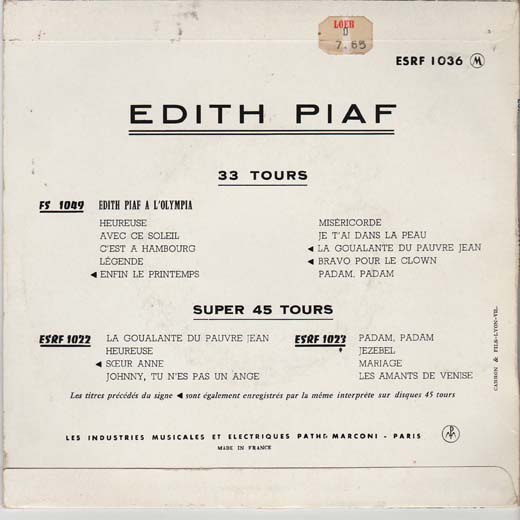 LOEB
D
7.65
ESRF 1036 M
EDITH PIAF
33 TOURS
FS 1049 EDITH PIAF A L'OLYMPIA
HEUREUSE
AVEC CE SOLEIL
C'EST A HAMBOURG
LÉGENDE
◄ ENFIN LE PRINTEMPS
MISÉRICORDE
JE T'AI DANS LA PEAU
◄ LA GOUALANTE DU PAUVRE JEAN
◄ BRAVO POUR LE CLOWN
PADAM, PADAM
SUPER 45 TOURS
ESRF 1022 LA GOUALANTE DU PAUVRE JEAN
HEUREUSE
◄ SŒUR ANNE
JOHNNY, TU N'ES PAS UN ANGE
ESRF 1023 PADAM, PADAM
JEZEBEL
MARIAGE
LES AMANTS DE VENISE
Les titres précédés du signe ◄ sont également enregistrés par la même interprète sur disques 45 tours
LES INDUSTRIES MUSICALES ET ELECTRIQUES PATHÉ MARCONI - PARIS
MADE IN FRANCE